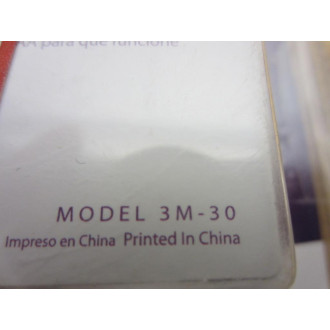 para que funcione
MODEL 3M-30
Impreso en China Printed In China